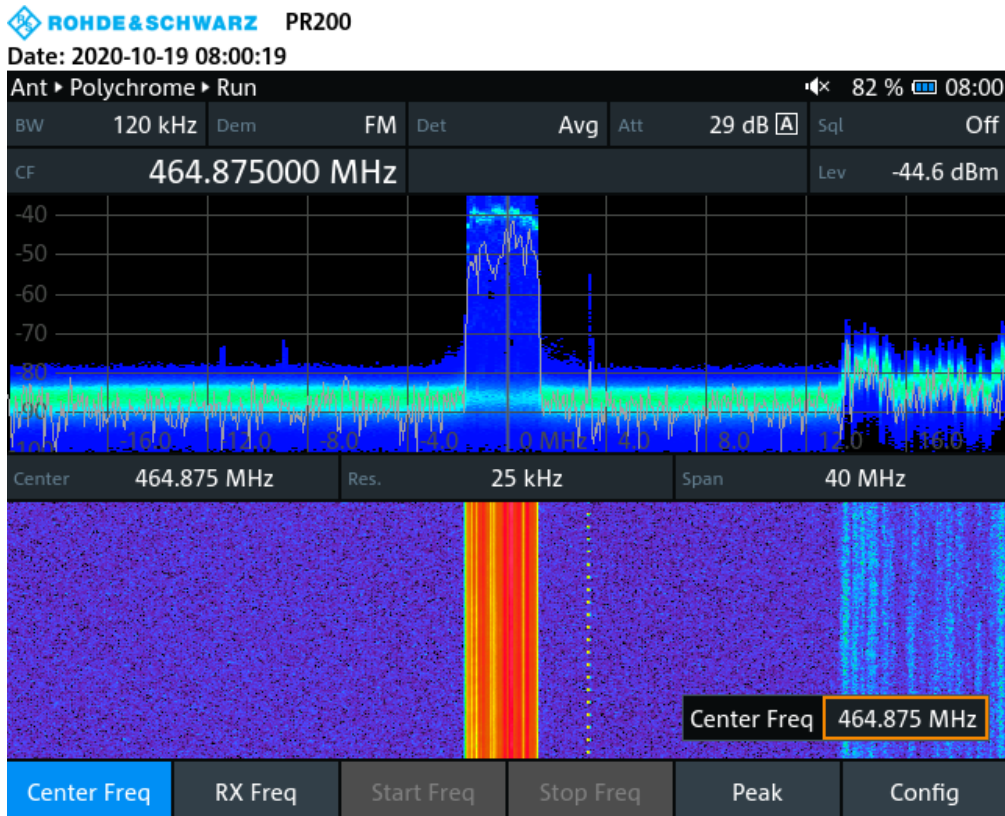 ROHDE&SCHWARZ PR200
Date: 2020-10-19 08:00:19
Ant ▸ Polychrome ▸ Run 82 % 08:00
BW 120 kHz Dem FM Det Avg Att 29 dB A Sql Off
CF 464.875000 MHz Lev -44.6 dBm
-40
-50
-60
-70
-80
-90
-100 -16.0 -12.0 -8.0 -4.0 0 MHz 4.0 8.0 12.0 16.0
Center 464.875 MHz Res. 25 kHz Span 40 MHz
Center Freq 464.875 MHz
Center Freq RX Freq Start Freq Stop Freq Peak Config